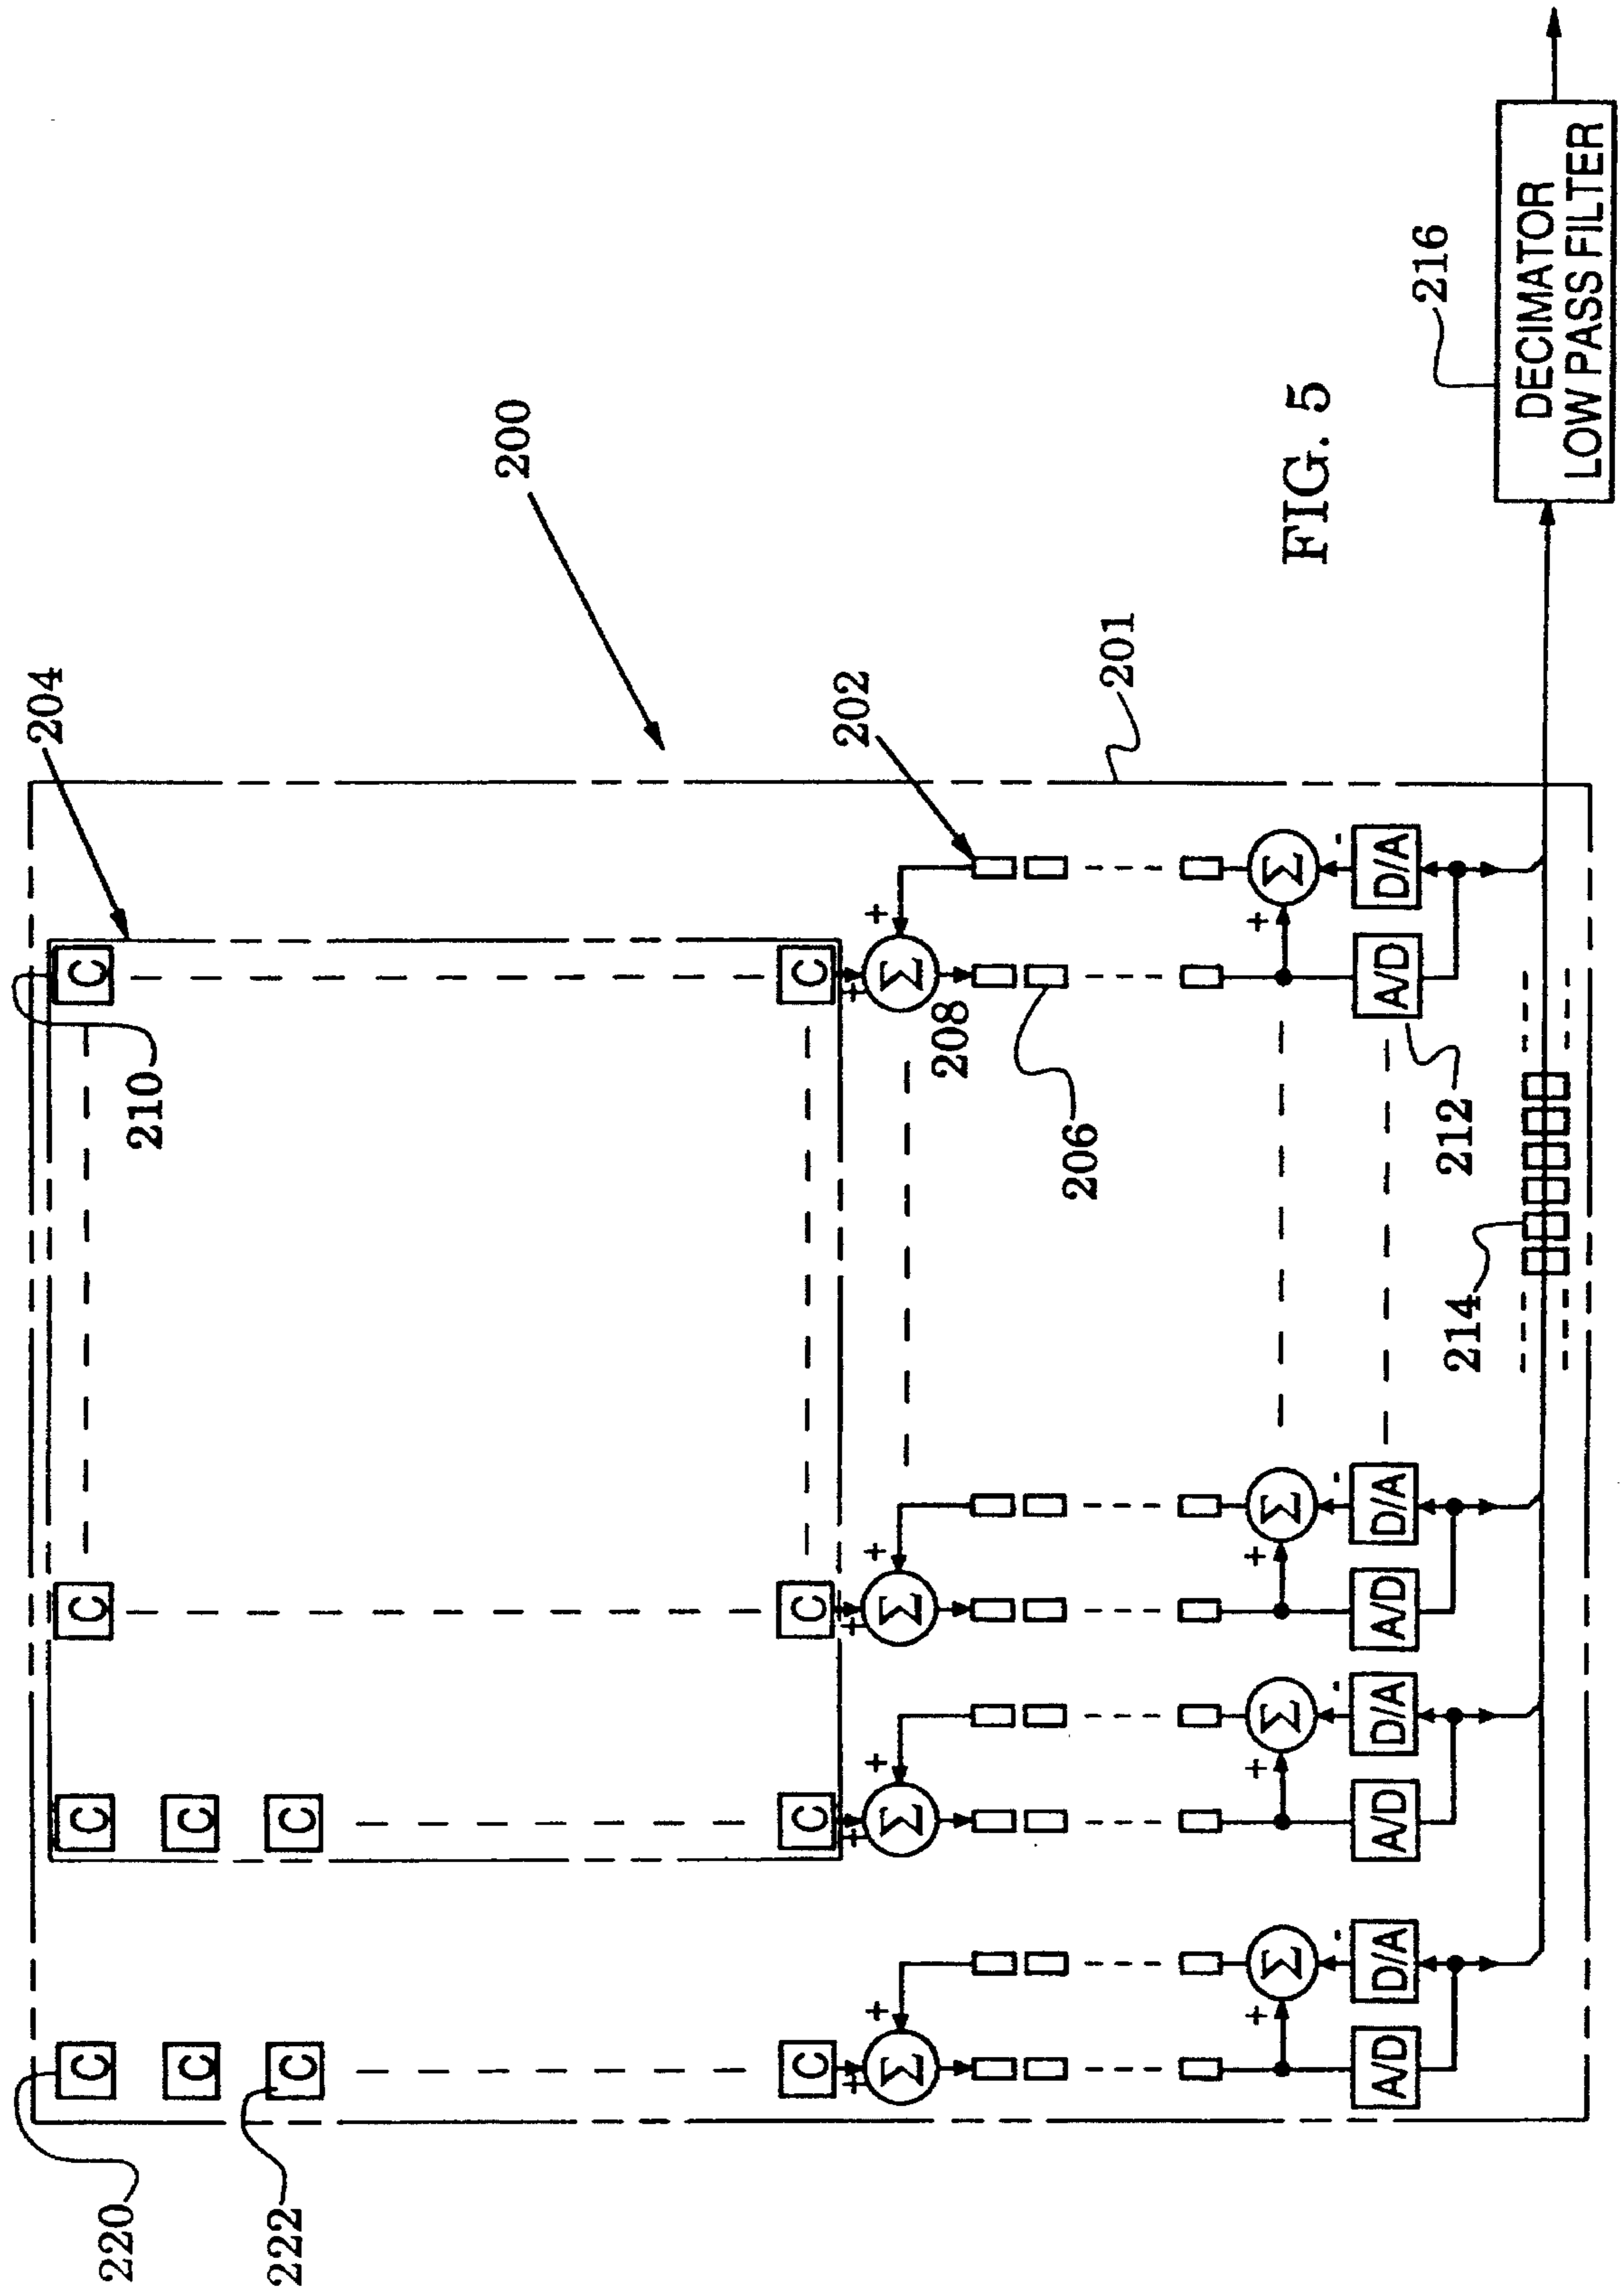 204
C C C C
220
210
C C
222
C C
200
C C C C
202
+ + + +
+ + + +
Σ Σ Σ Σ
208
206
201
+ + + +
Σ Σ Σ Σ
FIG. 5
- - - -
A/D D/A A/D D/A A/D D/A A/D D/A
216
212
214
DECIMATOR
LOW PASS FILTER